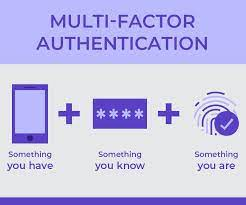 MULTI-FACTOR
AUTHENTICATION
****
Something
you have
Something
you know
Something
you are